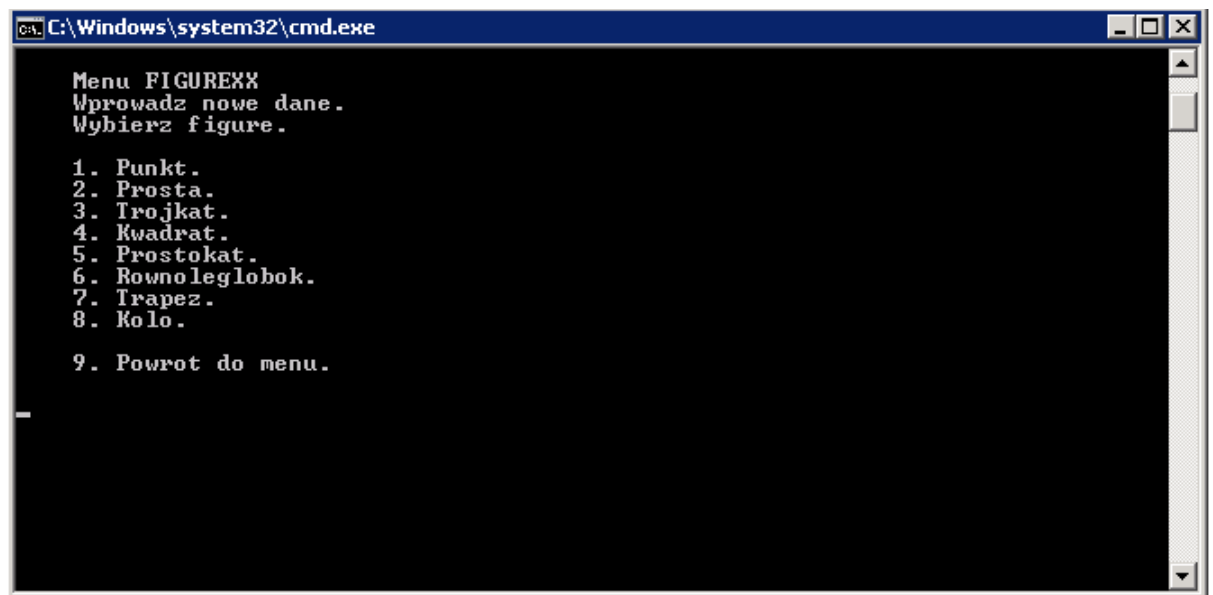 C:\Windows\system32\cmd.exe
Menu FIGUREXX
Wprowadz nowe dane.
Wybierz figure.
1. Punkt.
2. Prosta.
3. Trojkat.
4. Kwadrat.
5. Prostokat.
6. Rownoleglobok.
7. Trapez.
8. Kolo.
9. Powrot do menu.